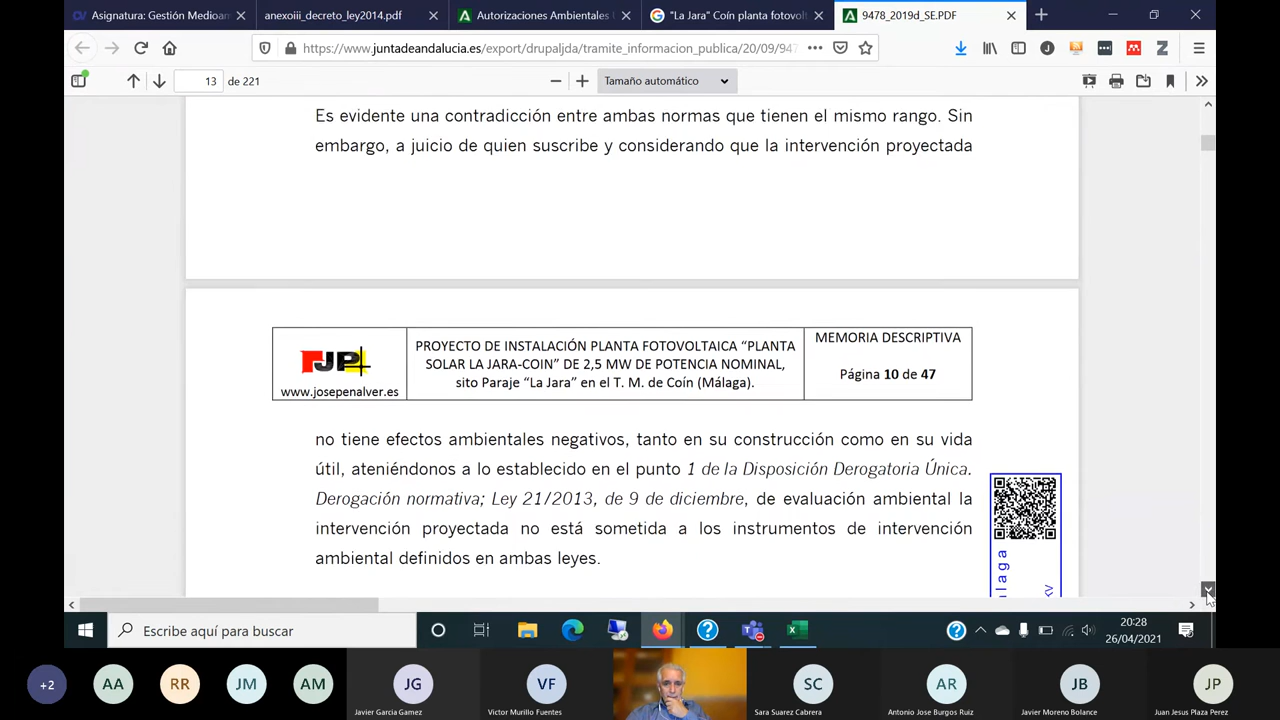 Asignatura: Gestión Medioam
anexoiii_decreto_ley2014.pdf
Autorizaciones Ambientales
"La Jara" Coín planta fotovolt
9478_2019d_SE.PDF
https://www.juntadeandalucia.es/export/drupaljda/tramite_informacion_publica/20/09/947
13 de 221
Tamaño automático
Es evidente una contradicción entre ambas normas que tienen el mismo rango. Sin
embargo, a juicio de quien suscribe y considerando que la intervención proyectada
JP
www.josepenalver.es
PROYECTO DE INSTALACIÓN PLANTA FOTOVOLTAICA “PLANTA
SOLAR LA JARA-COIN” DE 2,5 MW DE POTENCIA NOMINAL,
sito Paraje “La Jara” en el T. M. de Coín (Málaga).
MEMORIA DESCRIPTIVA
Página 10 de 47
no tiene efectos ambientales negativos, tanto en su construcción como en su vida
útil, ateniéndonos a lo establecido en el punto 1 de la Disposición Derogatoria Única.
Derogación normativa; Ley 21/2013, de 9 de diciembre, de evaluación ambiental la
intervención proyectada no está sometida a los instrumentos de intervención
ambiental definidos en ambas leyes.
laga
Escribe aquí para buscar
20:28
26/04/2021
+2
AA
RR
JM
AM
JG
Javier Garcia Gamez
VF
Victor Murillo Fuentes
SC
Sara Suarez Cabrera
AR
Antonio Jose Burgos Ruiz
JB
Javier Moreno Bolance
JP
Juan Jesus Plaza Perez